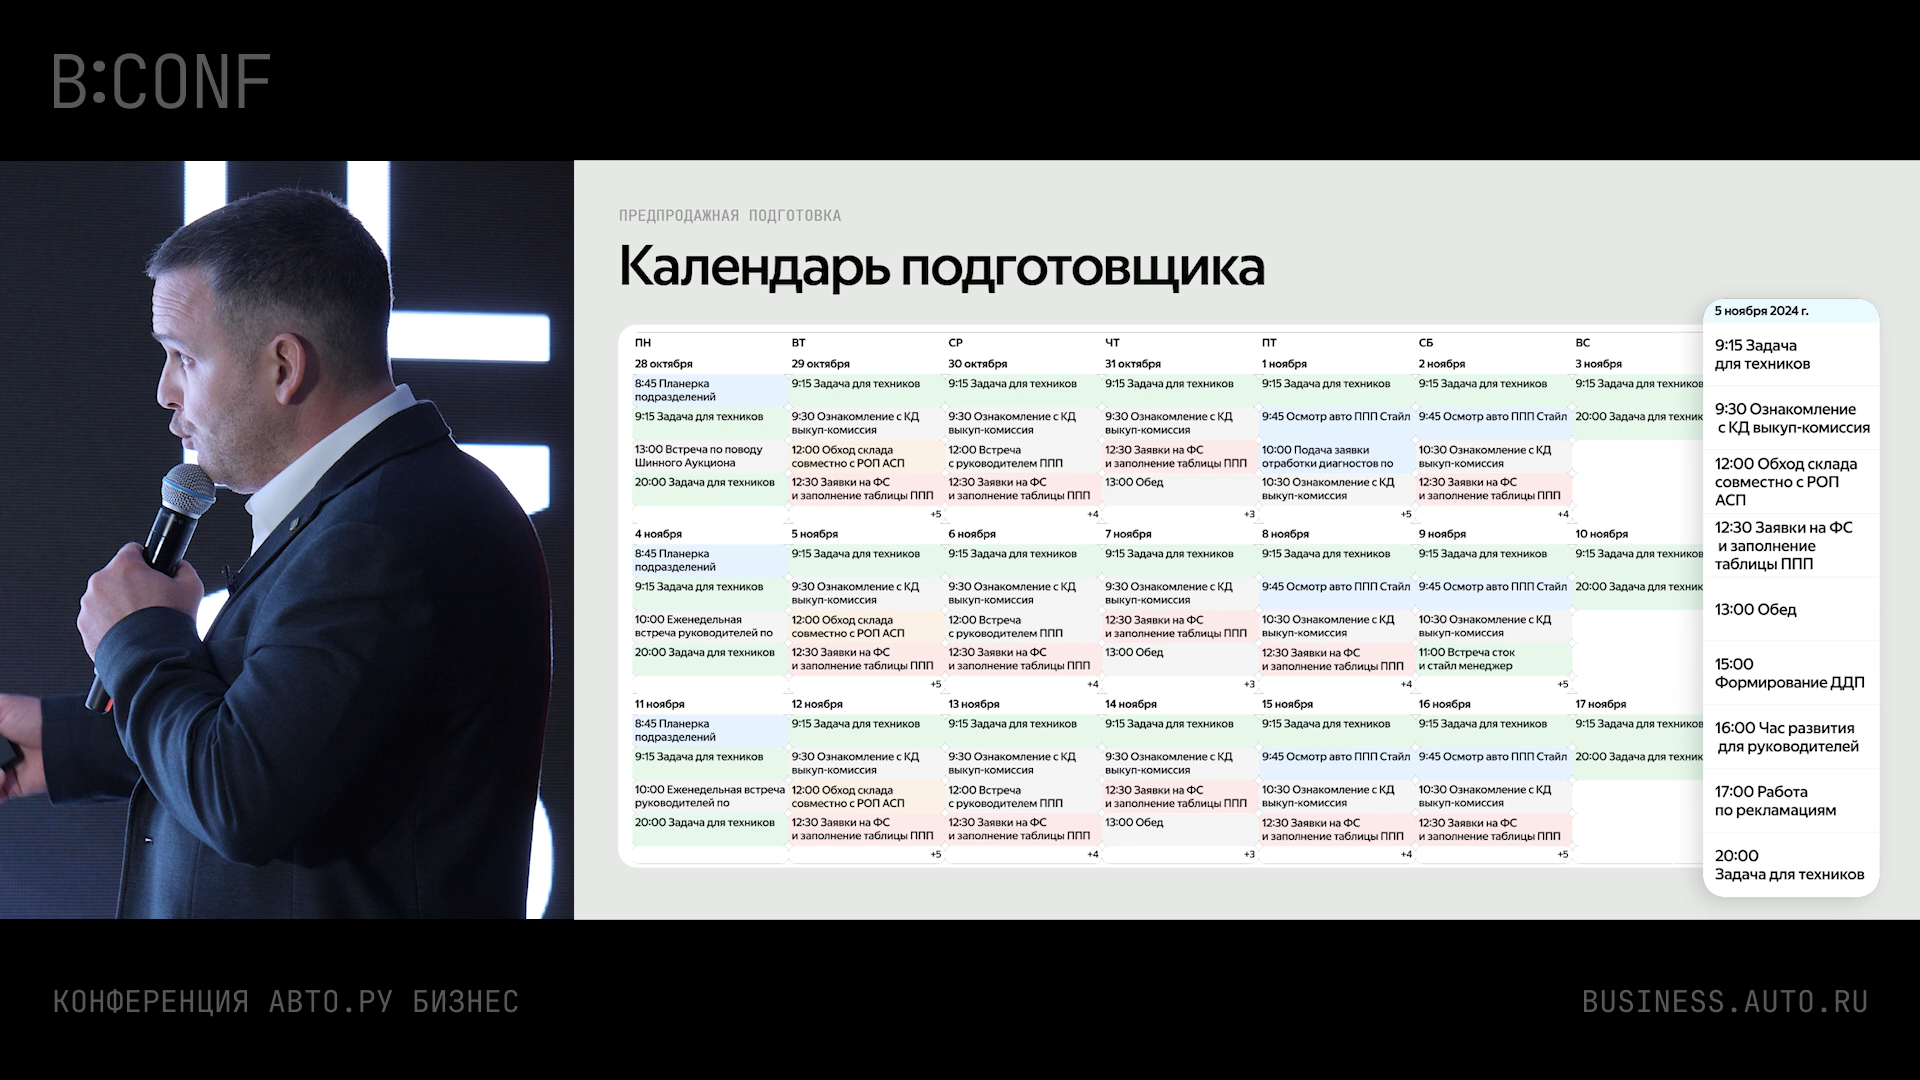 B:CONF
ПРЕДПРОДАЖНАЯ ПОДГОТОВКА
Календарь подготовщика
ПН ВТ СР ЧТ ПТ СБ ВС
28 октября 29 октября 30 октября 31 октября 1 ноября 2 ноября 3 ноября
8:45 Планерка
подразделений
9:15 Задача для техников
13:00 Встреча по поводу
Шинного Аукциона
20:00 Задача для техников
9:15 Задача для техников
9:30 Ознакомление с КД
выкуп-комиссия
12:00 Обход склада
совместно с РОП АСП
12:30 Заявки на ФС
и заполнение таблицы ППП
+5
9:15 Задача для техников
9:30 Ознакомление с КД
выкуп-комиссия
12:00 Встреча
с руководителем ППП
12:30 Заявки на ФС
и заполнение таблицы ППП
+4
9:15 Задача для техников
9:30 Ознакомление с КД
выкуп-комиссия
12:30 Заявки на ФС
и заполнение таблицы ППП
13:00 Обед
+3
9:15 Задача для техников
9:45 Осмотр авто ППП Стайл
10:00 Подача заявки
отработки диагностов по
10:30 Ознакомление с КД
выкуп-комиссия
+5
9:15 Задача для техников
9:45 Осмотр авто ППП Стайл
10:30 Ознакомление с КД
выкуп-комиссия
12:30 Заявки на ФС
и заполнение таблицы ППП
+4
9:15 Задача для техников
20:00 Задача для техник
4 ноября 5 ноября 6 ноября 7 ноября 8 ноября 9 ноября 10 ноября
8:45 Планерка
подразделений
9:15 Задача для техников
10:00 Еженедельная
встреча руководителей по
20:00 Задача для техников
9:15 Задача для техников
9:30 Ознакомление с КД
выкуп-комиссия
12:00 Обход склада
совместно с РОП АСП
12:30 Заявки на ФС
и заполнение таблицы ППП
+5
9:15 Задача для техников
9:30 Ознакомление с КД
выкуп-комиссия
12:00 Встреча
с руководителем ППП
12:30 Заявки на ФС
и заполнение таблицы ППП
+4
9:15 Задача для техников
9:30 Ознакомление с КД
выкуп-комиссия
12:30 Заявки на ФС
и заполнение таблицы ППП
13:00 Обед
+3
9:15 Задача для техников
9:45 Осмотр авто ППП Стайл
10:30 Ознакомление с КД
выкуп-комиссия
12:30 Заявки на ФС
и заполнение таблицы ППП
+4
9:15 Задача для техников
9:45 Осмотр авто ППП Стайл
10:30 Ознакомление с КД
выкуп-комиссия
11:00 Встреча сток
и стайл менеджер
+5
9:15 Задача для техников
20:00 Задача для техник
11 ноября 12 ноября 13 ноября 14 ноября 15 ноября 16 ноября 17 ноября
8:45 Планерка
подразделений
9:15 Задача для техников
10:00 Еженедельная встреча
руководителей по
20:00 Задача для техников
9:15 Задача для техников
9:30 Ознакомление с КД
выкуп-комиссия
12:00 Обход склада
совместно с РОП АСП
12:30 Заявки на ФС
и заполнение таблицы ППП
+5
9:15 Задача для техников
9:30 Ознакомление с КД
выкуп-комиссия
12:00 Встреча
с руководителем ППП
12:30 Заявки на ФС
и заполнение таблицы ППП
+4
9:15 Задача для техников
9:30 Ознакомление с КД
выкуп-комиссия
12:30 Заявки на ФС
и заполнение таблицы ППП
13:00 Обед
+3
9:15 Задача для техников
9:45 Осмотр авто ППП Стайл
10:30 Ознакомление с КД
выкуп-комиссия
12:30 Заявки на ФС
и заполнение таблицы ППП
+4
9:15 Задача для техников
9:45 Осмотр авто ППП Стайл
10:30 Ознакомление с КД
выкуп-комиссия
12:30 Заявки на ФС
и заполнение таблицы ППП
+5
9:15 Задача для техников
20:00 Задача для техник
5 ноября 2024 г.
9:15 Задача
для техников
9:30 Ознакомление
с КД выкуп-комиссия
12:00 Обход склада
совместно с РОП
АСП
12:30 Заявки на ФС
и заполнение
таблицы ППП
13:00 Обед
15:00
Формирование ДДП
16:00 Час развития
для руководителей
17:00 Работа
по рекламациям
20:00
Задача для техников
КОНФЕРЕНЦИЯ АВТО.РУ БИЗНЕС
BUSINESS.AUTO.RU